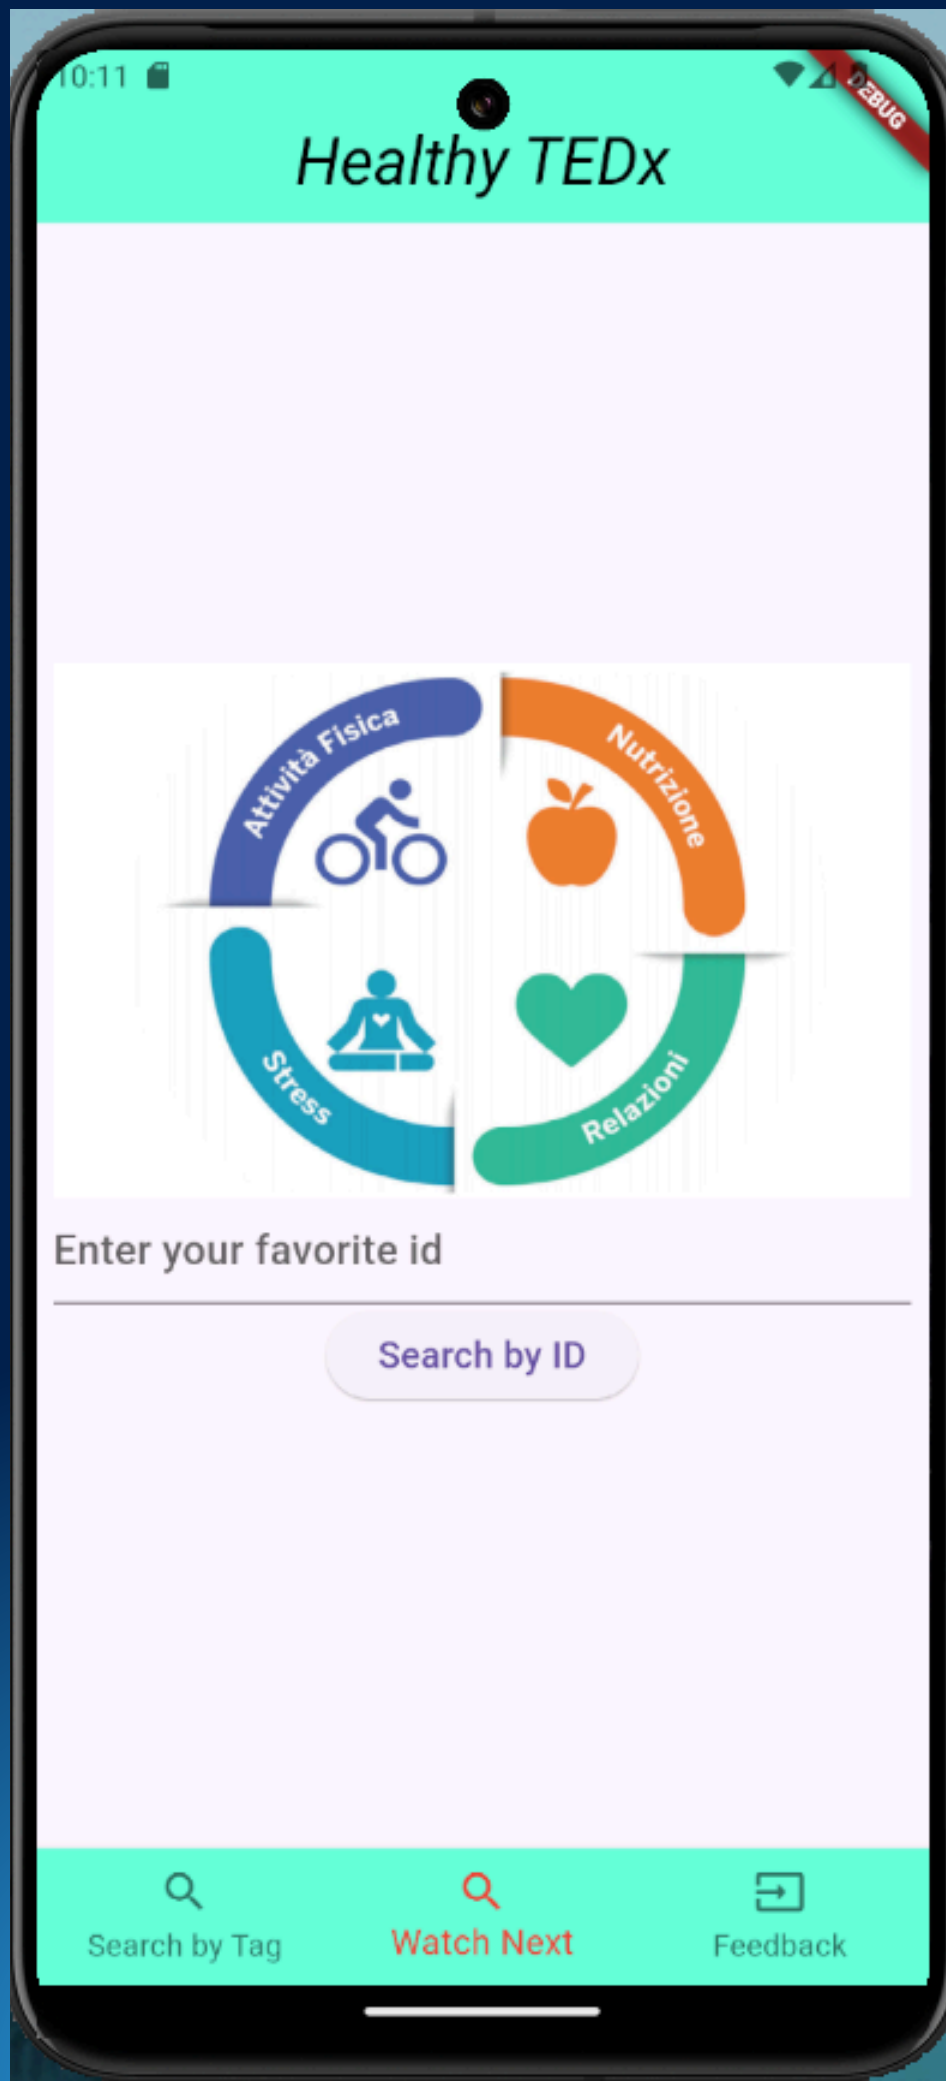 10:11
DEBUG
Healthy TEDx
Attività Fisica
Nutrizione
Stress
Relazioni
Enter your favorite id
Search by ID
Search by Tag
Watch Next
Feedback